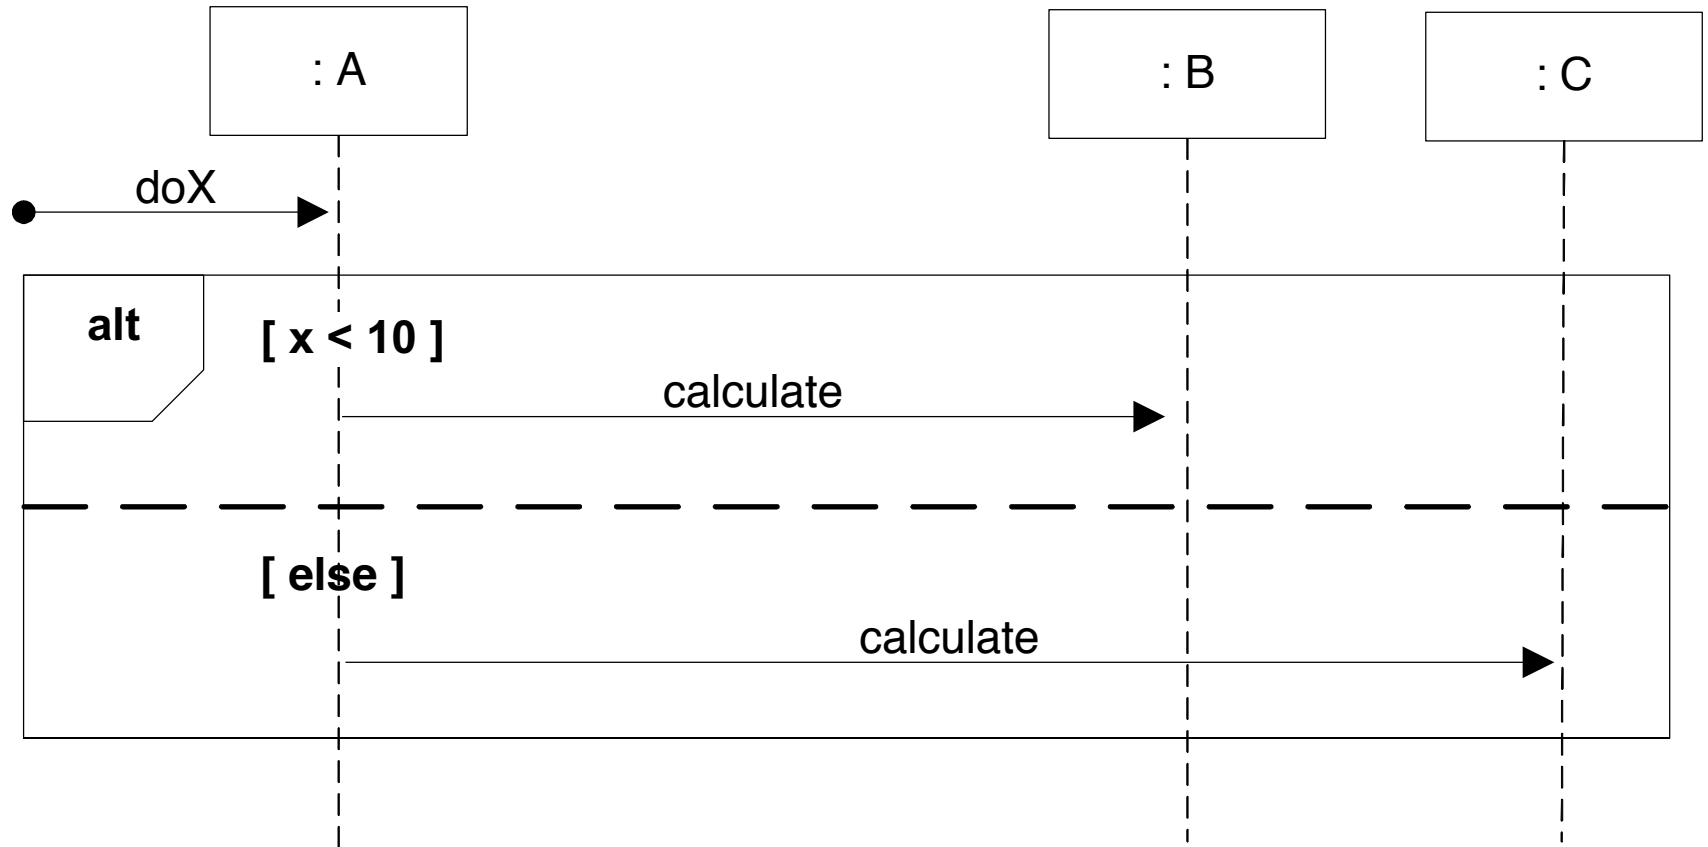 : A
: B
: C
doX
alt
[ x < 10 ]
calculate
[ else ]
calculate